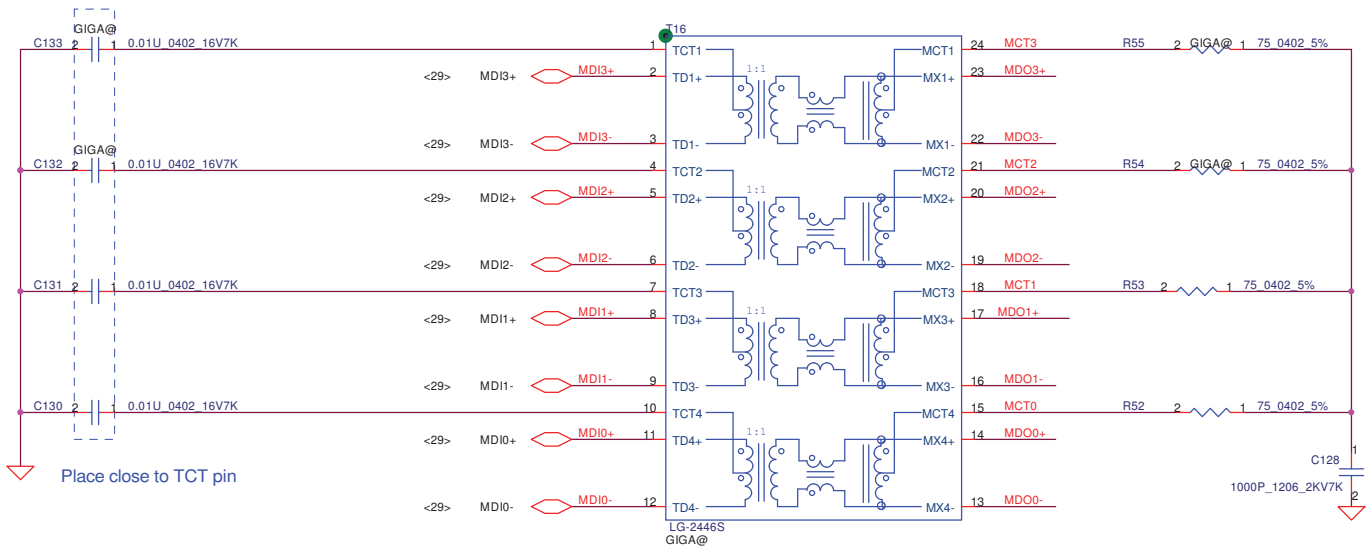 GIGA@ T16
C133 2 1 0.01U_0402_16V7K 1 TCT1 MCT1 24 MCT3 R55 2 GIGA@ 1 75_0402_5%
1:1
<29> MDI3+ MDI3+ 2 TD1+ MX1+ 23 MDO3+
<29> MDI3- MDI3- 3 TD1- MX1- 22 MDO3-
GIGA@
C132 2 1 0.01U_0402_16V7K 4 TCT2 MCT2 21 MCT2 R54 2 GIGA@ 1 75_0402_5%
1:1
<29> MDI2+ MDI2+ 5 TD2+ MX2+ 20 MDO2+
<29> MDI2- MDI2- 6 TD2- MX2- 19 MDO2-
C131 2 1 0.01U_0402_16V7K 7 TCT3 MCT3 18 MCT1 R53 2 1 75_0402_5%
1:1
<29> MDI1+ MDI1+ 8 TD3+ MX3+ 17 MDO1+
<29> MDI1- MDI1- 9 TD3- MX3- 16 MDO1-
C130 2 1 0.01U_0402_16V7K 10 TCT4 MCT4 15 MCT0 R52 2 1 75_0402_5%
1:1
<29> MDI0+ MDI0+ 11 TD4+ MX4+ 14 MDO0+
1
C128
Place close to TCT pin
1000P_1206_2KV7K
2
<29> MDI0- MDI0- 12 TD4- MX4- 13 MDO0-
LG-2446S
GIGA@